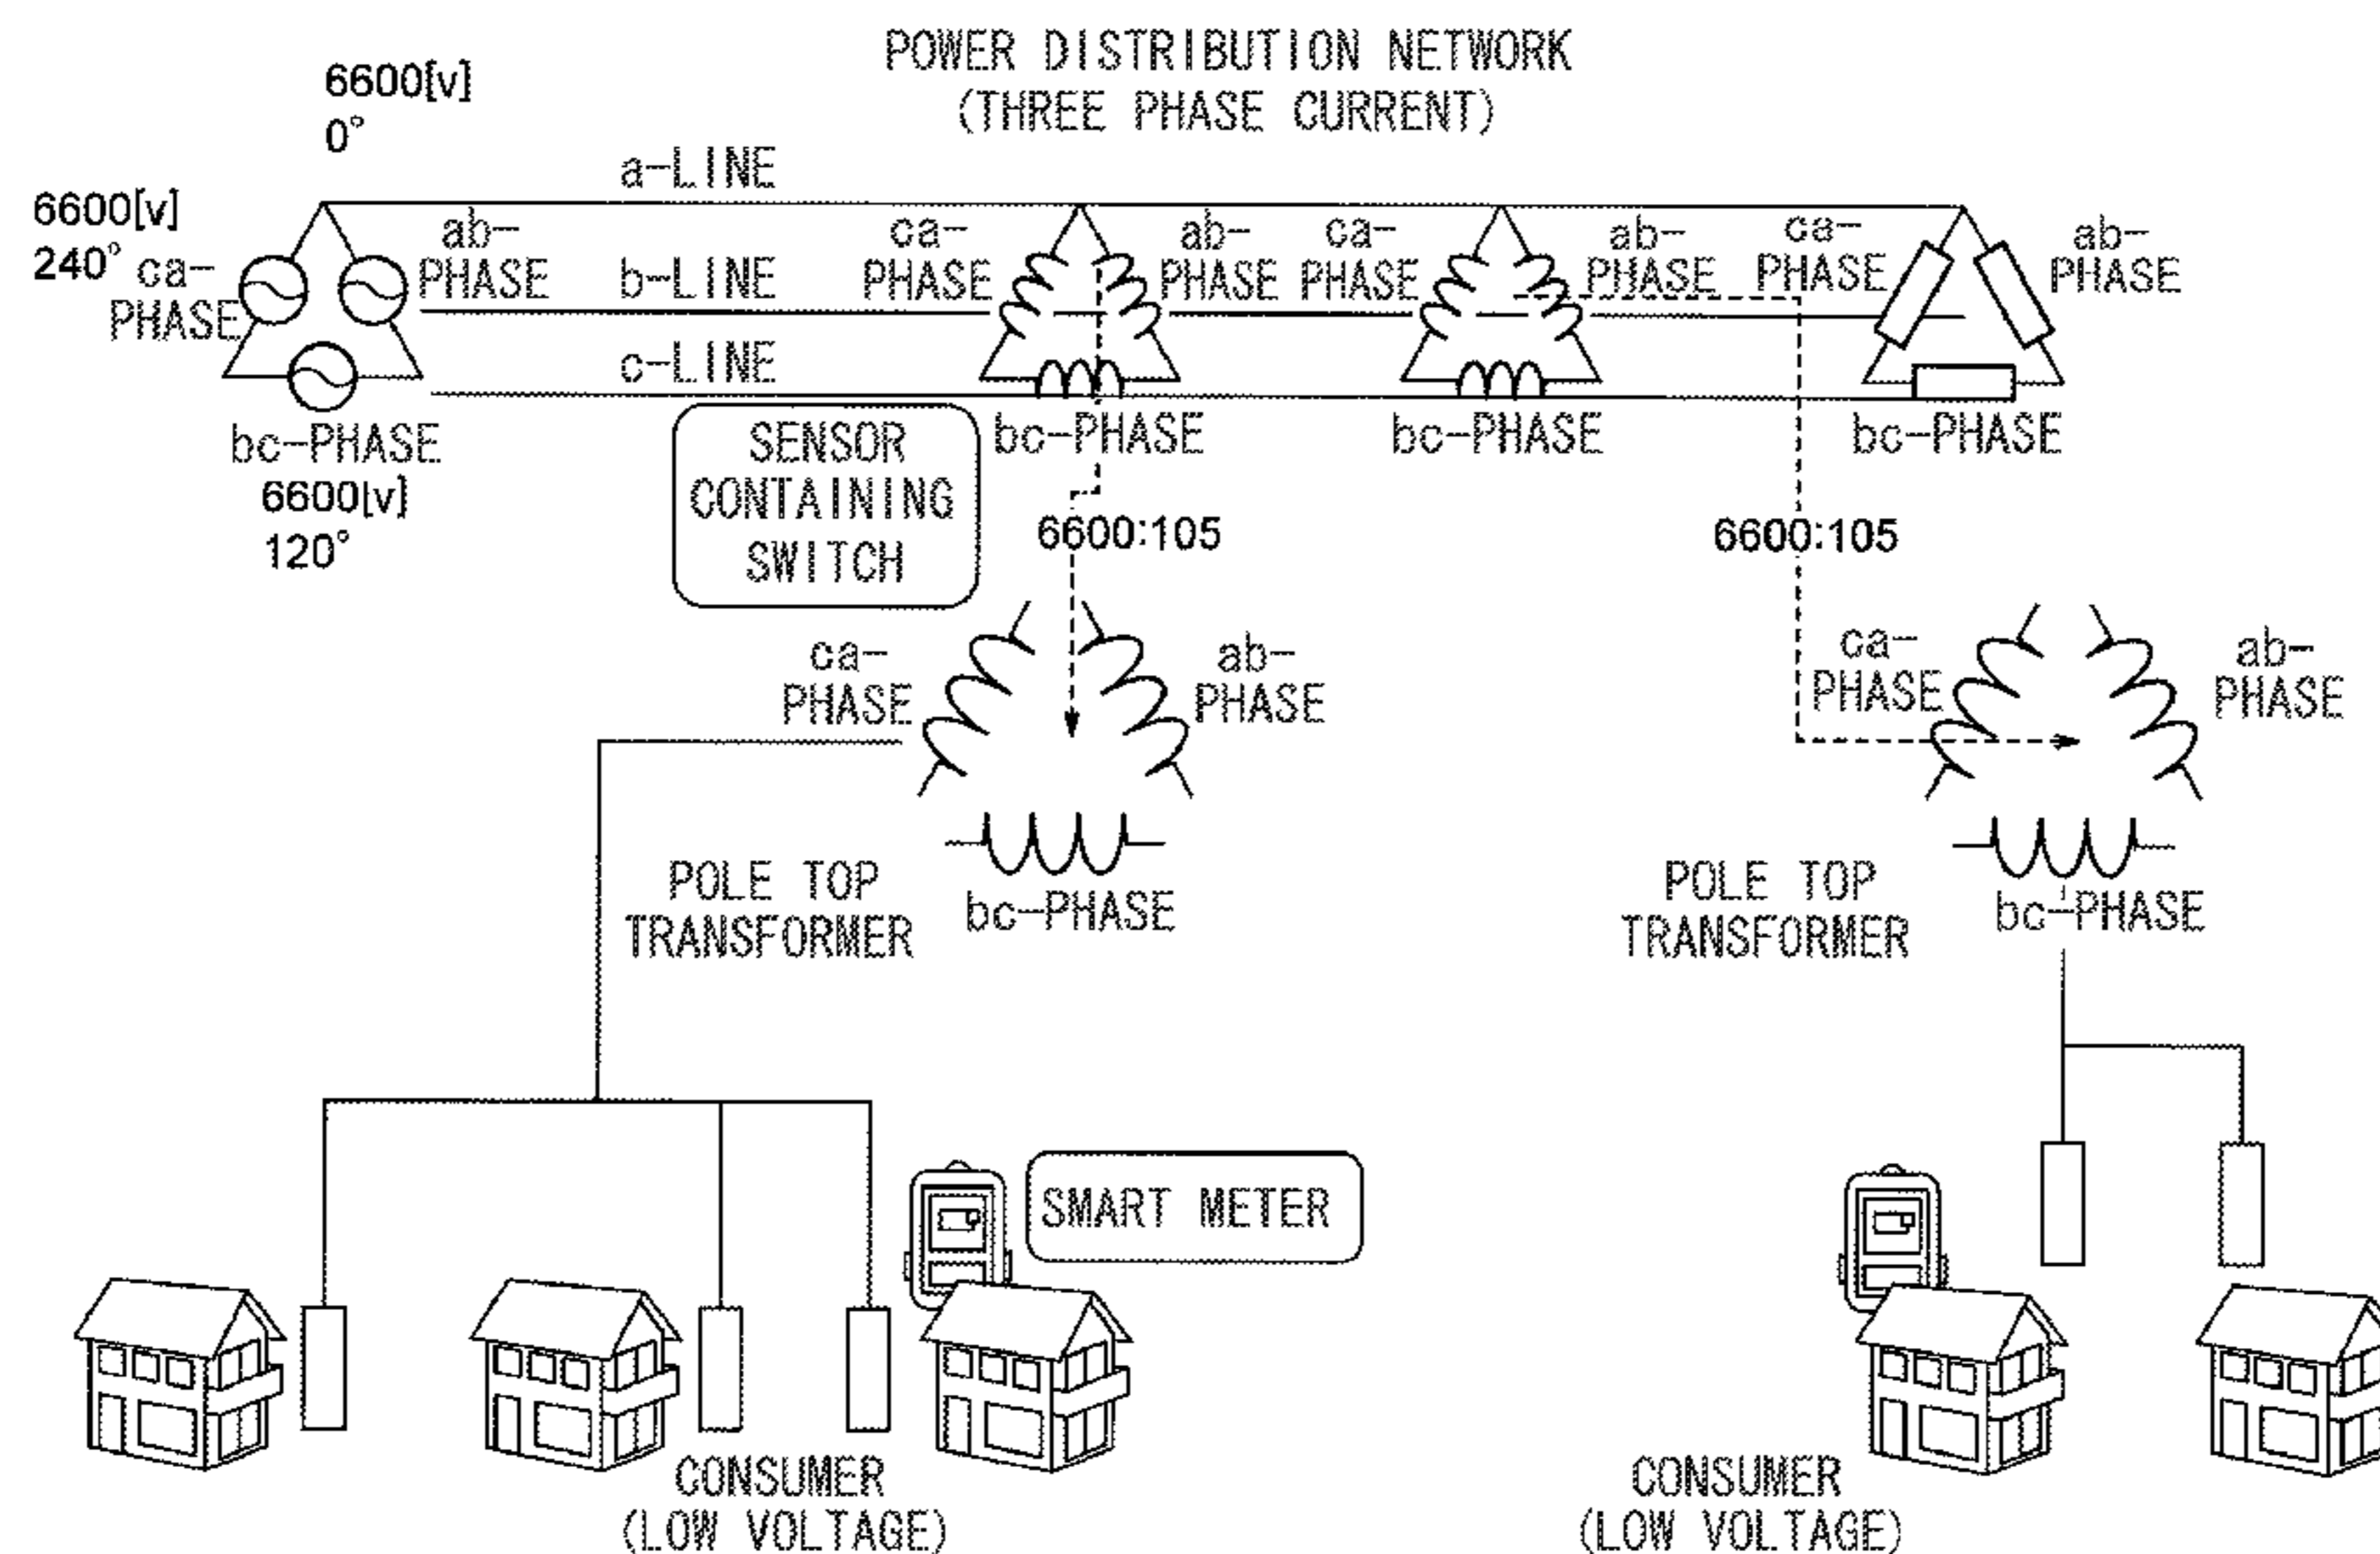 POWER DISTRIBUTION NETWORK
(THREE PHASE CURRENT)
6600[v]
0°
6600[v]
240°
ca-
PHASE
ab-
PHASE
bc-PHASE
6600[v]
120°
a-LINE
b-LINE
c-LINE
ca-
PHASE
ab-
PHASE
bc-PHASE
ca-
PHASE
ab-
PHASE
bc-PHASE
ca-
PHASE
ab-
PHASE
bc-PHASE
SENSOR
CONTAINING
SWITCH
6600:105
6600:105
ca-
PHASE
ab-
PHASE
bc-PHASE
POLE TOP
TRANSFORMER
ca-
PHASE
ab-
PHASE
bc-PHASE
POLE TOP
TRANSFORMER
SMART METER
CONSUMER
(LOW VOLTAGE)
CONSUMER
(LOW VOLTAGE)